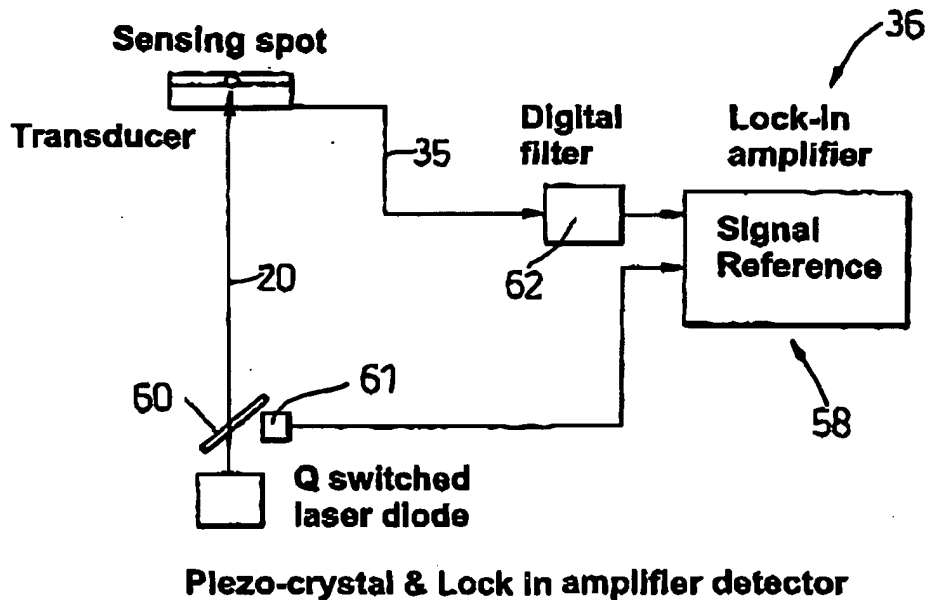 36
Sensing spot
Transducer
35
Digital
filter
Lock-in
amplifier
62
Signal
Reference
20
60
61
58
Q switched
laser diode
Piezo-crystal & Lock in amplifier detector